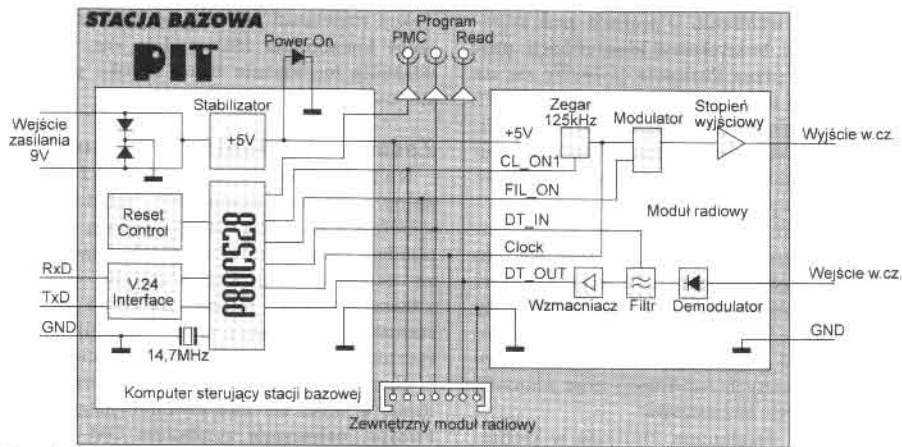 STACJA BAZOWA
PIT
Power On
Program
PMC
Read
Wejście
zasilania
9V
Stabilizator
+5V
Reset
Control
P80C528
RxD
TxD
GND
V.24
Interface
14,7MHz
Komputer sterujący stacji bazowej
+5V
CL_ON1
FIL_ON
DT_IN
Clock
DT_OUT
Zegar
125kHz
Modulator
Stopień
wyjściowy
Wyjście w.cz.
Moduł radiowy
Wzmacniacz
Filtr
Demodulator
Wejście w.cz.
GND
Zewnętrzny moduł radiowy